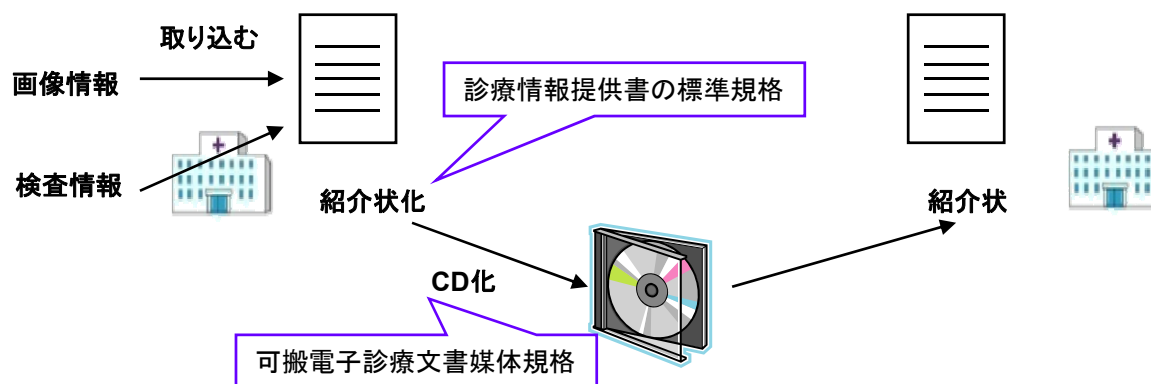 取り込む
画像情報
診療情報提供書の標準規格
検査情報
紹介状化
紹介状
CD化
可搬電子診療文書媒体規格